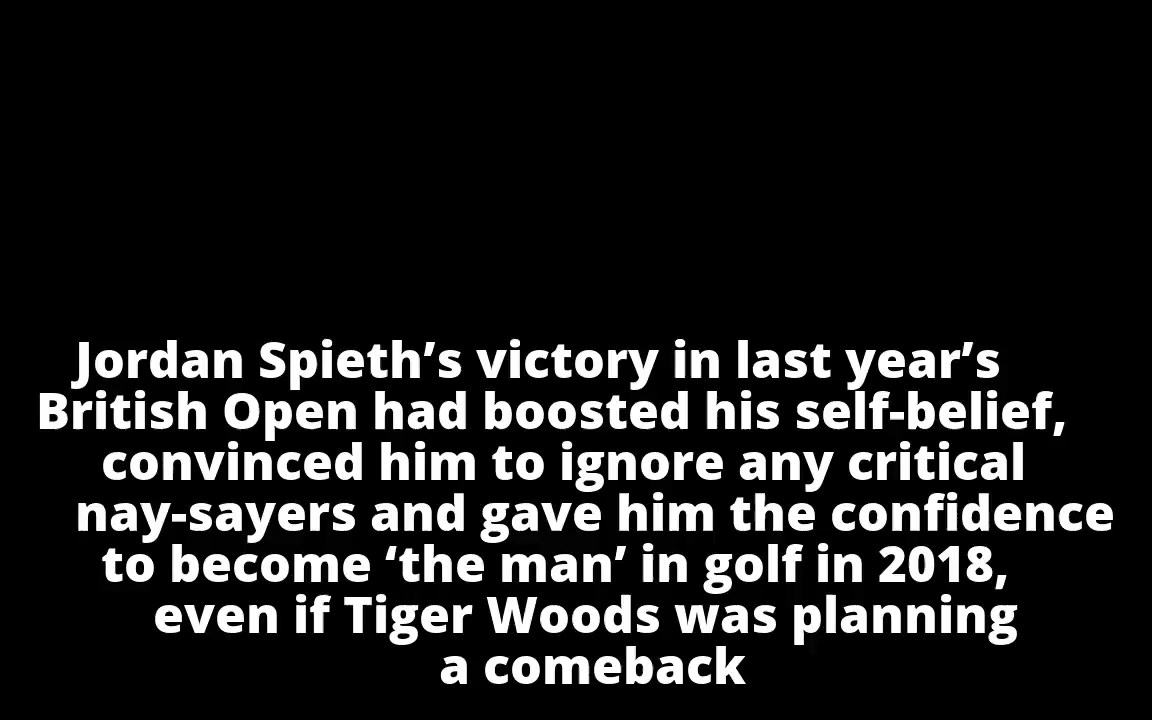 Jordan Spieth’s victory in last year’s
British Open had boosted his self-belief,
convinced him to ignore any critical
nay-sayers and gave him the confidence
to become ‘the man’ in golf in 2018,
even if Tiger Woods was planning
a comeback